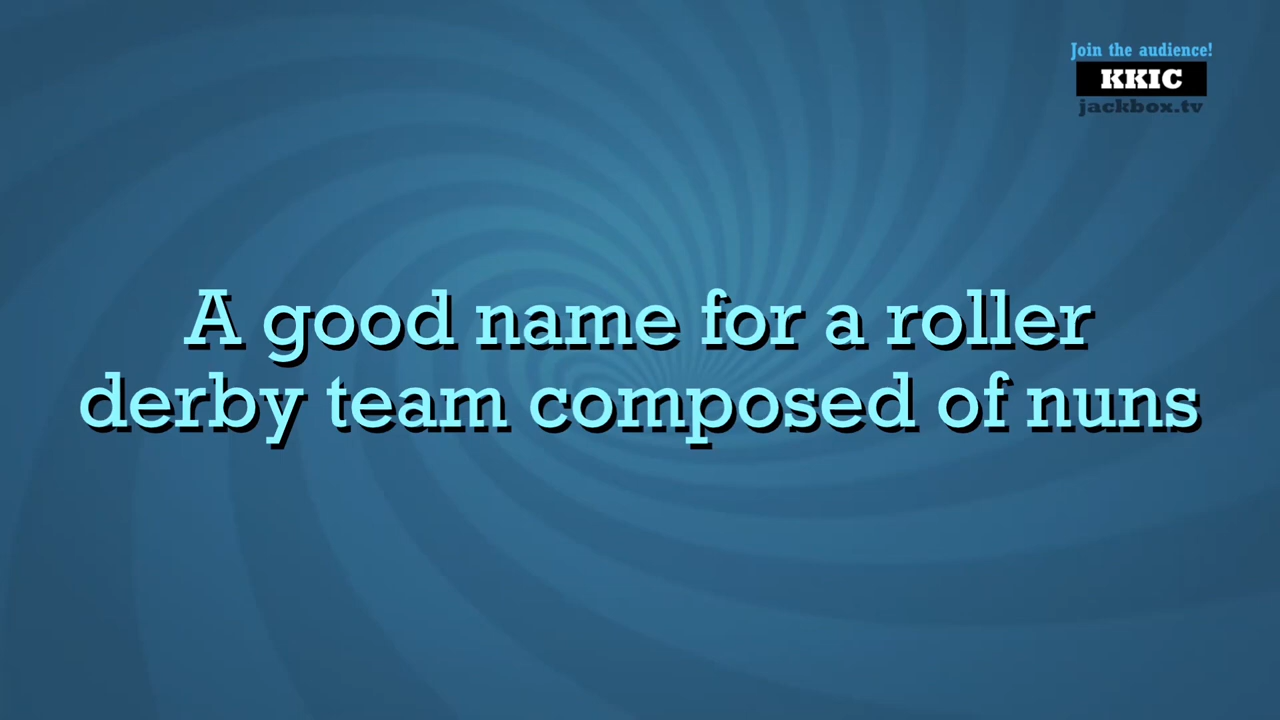 Join the audience!
KKIC
jackbox.tv
A good name for a roller
derby team composed of nuns